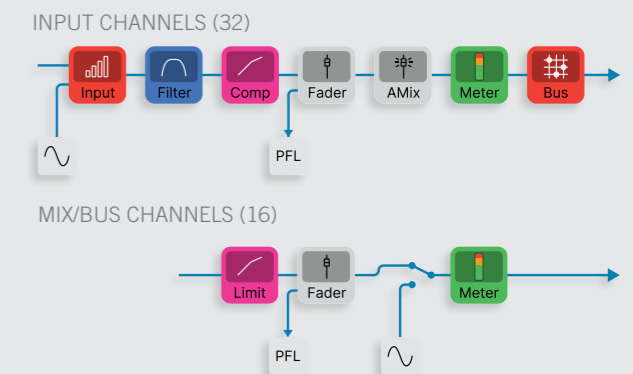 INPUT CHANNELS (32)
Input Filter Comp Fader AMix Meter Bus
PFL
MIX/BUS CHANNELS (16)
Limit Fader Meter
PFL